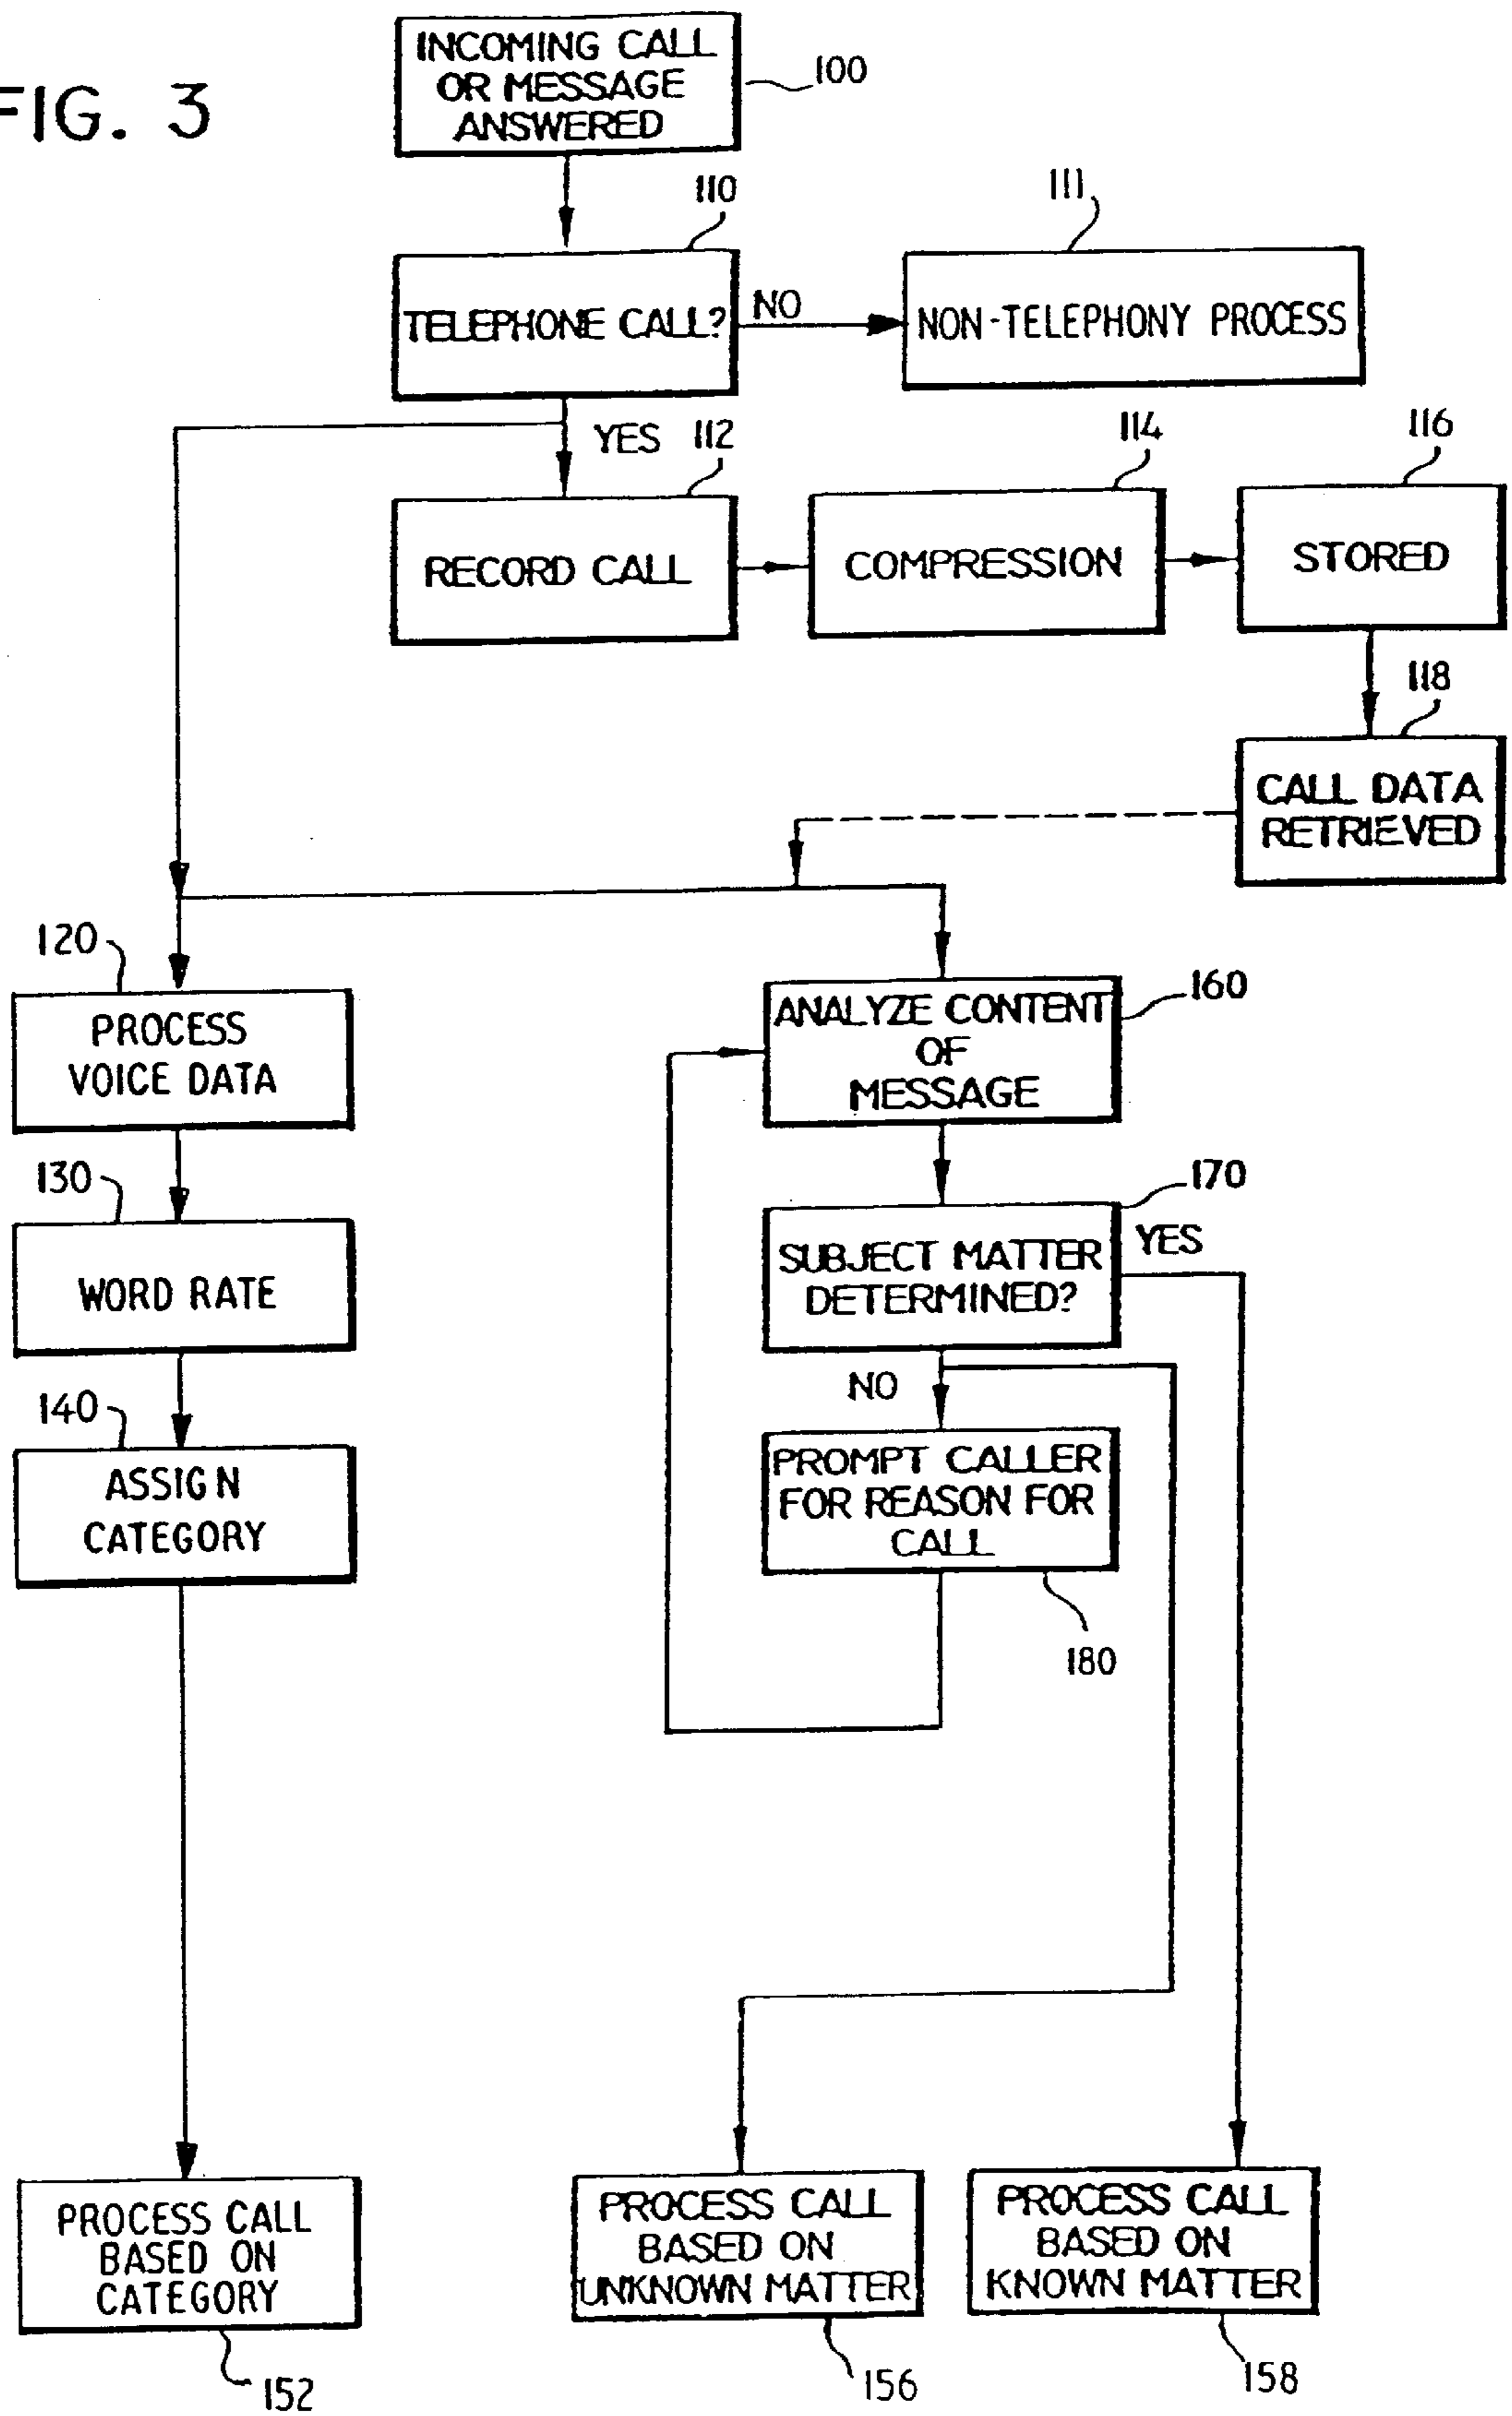 FIG. 3
INCOMING CALL
OR MESSAGE
ANSWERED
100
110
TELEPHONE CALL?
NO
111
NON-TELEPHONY PROCESS
YES
112
RECORD CALL
114
COMPRESSION
116
STORED
118
CALL DATA
RETRIEVED
120
PROCESS
VOICE DATA
130
WORD RATE
140
ASSIGN
CATEGORY
160
ANALYZE CONTENT
OF
MESSAGE
170
SUBJECT MATTER
DETERMINED?
YES
NO
PROMPT CALLER
FOR REASON FOR
CALL
180
PROCESS CALL
BASED ON
CATEGORY
152
PROCESS CALL
BASED ON
UNKNOWN MATTER
156
PROCESS CALL
BASED ON
KNOWN MATTER
158